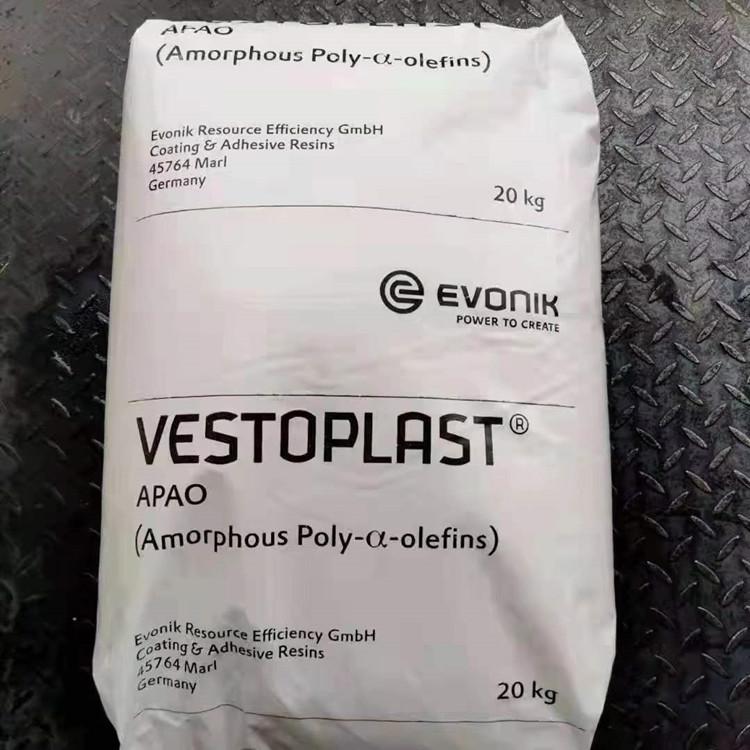 APAO
(Amorphous Poly-α-olefins)
Evonik Resource Efficiency GmbH
Coating & Adhesive Resins
45764 Marl
Germany
20 kg
EVONIK
POWER TO CREATE
VESTOPLAST®
APAO
(Amorphous Poly-α-olefins)
Evonik Resource Efficiency GmbH
Coating & Adhesive Resins
45764 Marl
Germany
20 kg